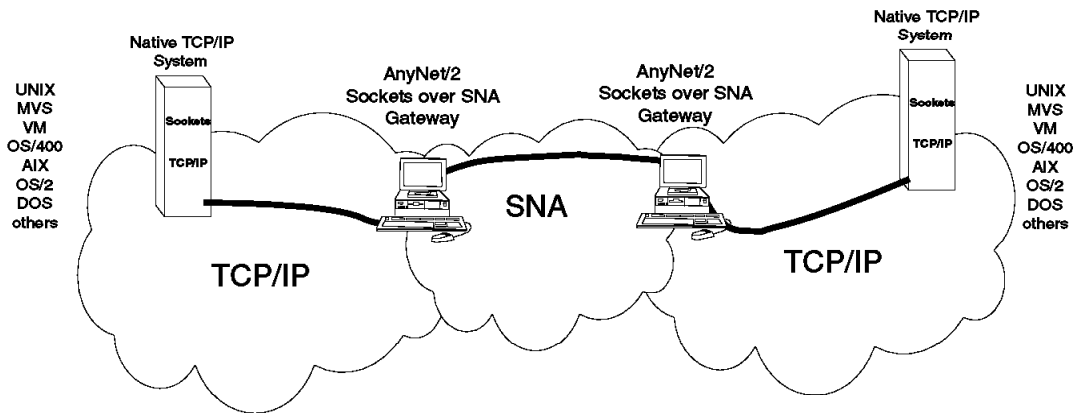 Native TCP/IP
System
UNIX
MVS
VM
OS/400
AIX
OS/2
DOS
others
Sockets
TCP/IP
AnyNet/2
Sockets over SNA
Gateway
AnyNet/2
Sockets over SNA
Gateway
Native TCP/IP
System
Sockets
TCP/IP
UNIX
MVS
VM
OS/400
AIX
OS/2
DOS
others
TCP/IP
SNA
TCP/IP